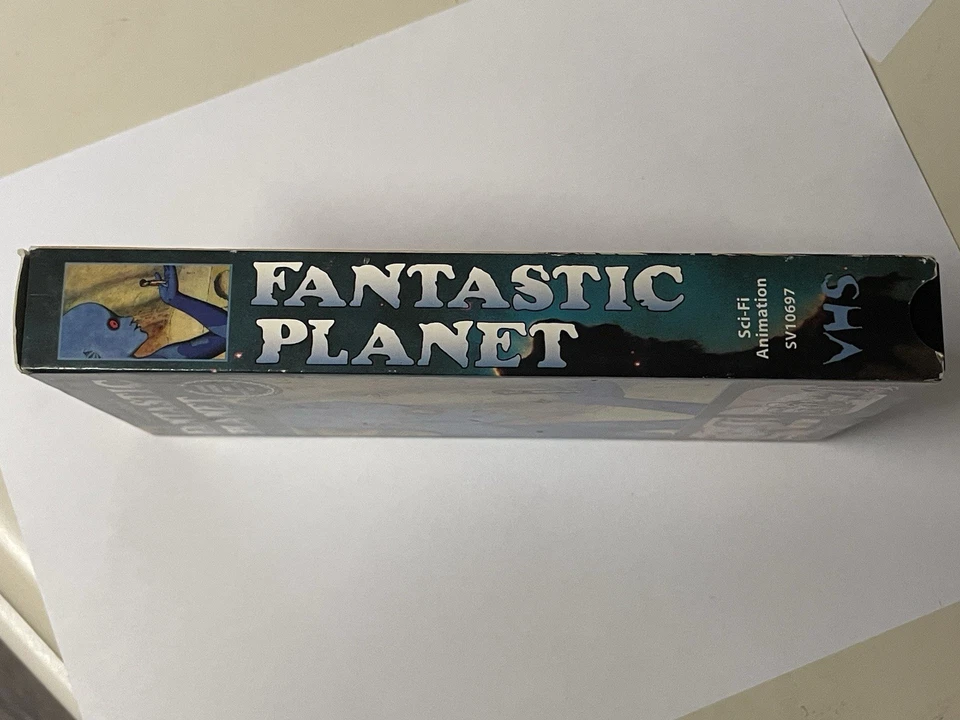 FANTASTIC
PLANET
Sci-Fi
Animation
SV10697
VHS